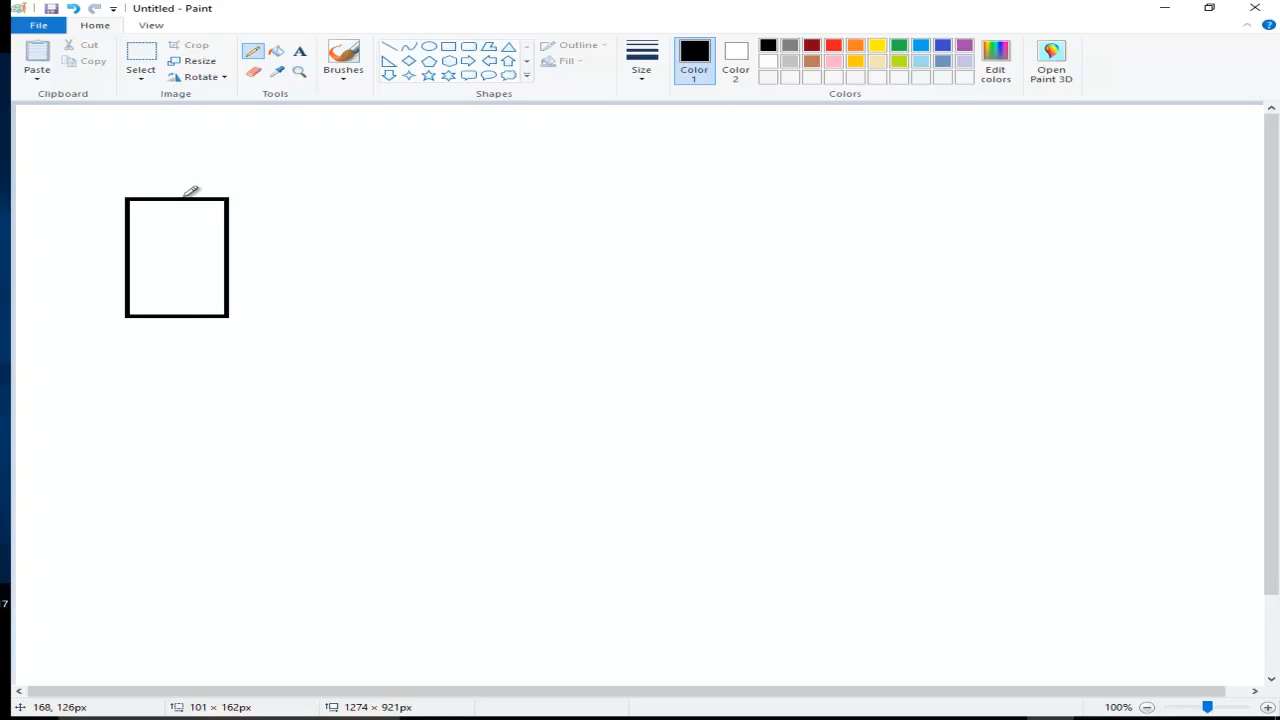 Untitled - Paint
File Home View
Paste
Cut
Copy
Clipboard
Select
Crop
Resize
Rotate
Image
A
Tools
Brushes
Outline
Fill
Shapes
Size
Color 1
Color 2
Edit colors
Colors
Open Paint 3D
168, 126px 101 × 162px 1274 × 921px 100%